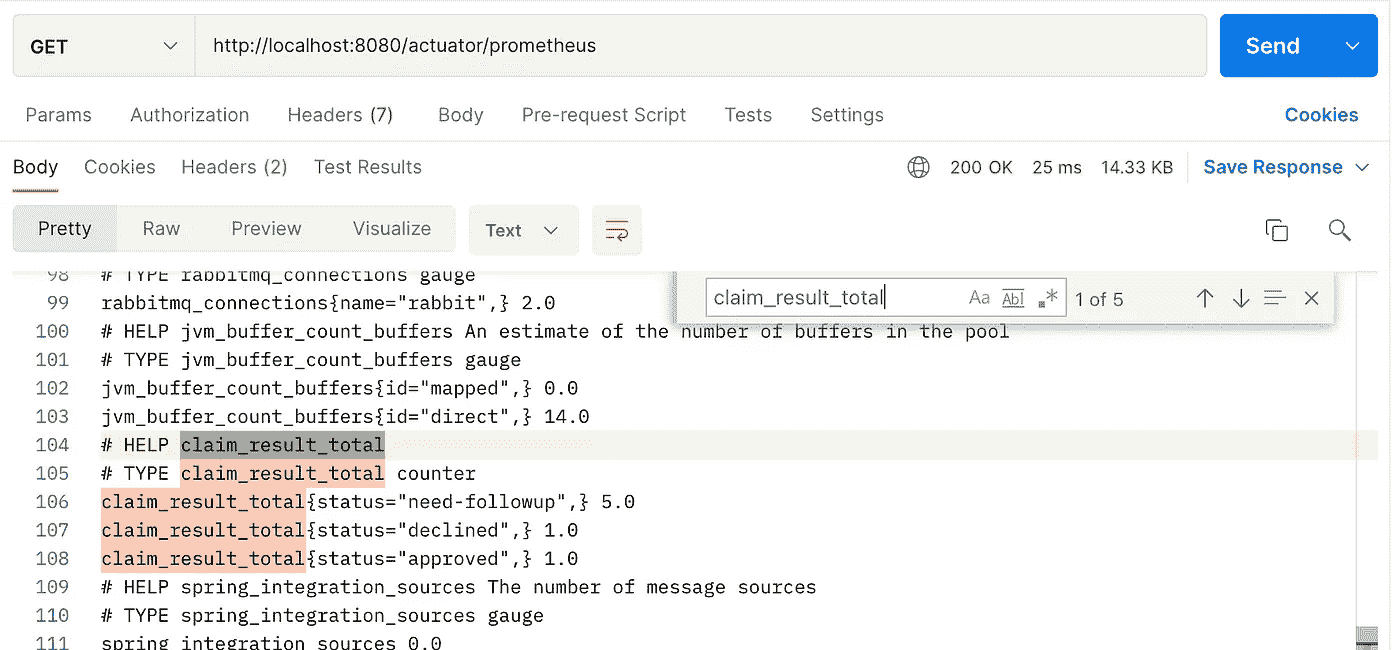 GET http://localhost:8080/actuator/prometheus Send
Params Authorization Headers (7) Body Pre-request Script Tests Settings Cookies
Body Cookies Headers (2) Test Results 200 OK 25 ms 14.33 KB Save Response
Pretty Raw Preview Visualize Text
98 # TYPE rabbitmq_connections gauge
claim_result_total Aa Abl .* 1 of 5
99 rabbitmq_connections{name="rabbit",} 2.0
100 # HELP jvm_buffer_count_buffers An estimate of the number of buffers in the pool
101 # TYPE jvm_buffer_count_buffers gauge
102 jvm_buffer_count_buffers{id="mapped",} 0.0
103 jvm_buffer_count_buffers{id="direct",} 14.0
104 # HELP claim_result_total
105 # TYPE claim_result_total counter
106 claim_result_total{status="need-followup",} 5.0
107 claim_result_total{status="declined",} 1.0
108 claim_result_total{status="approved",} 1.0
109 # HELP spring_integration_sources The number of message sources
110 # TYPE spring_integration_sources gauge
111 spring_integration_sources 0.0